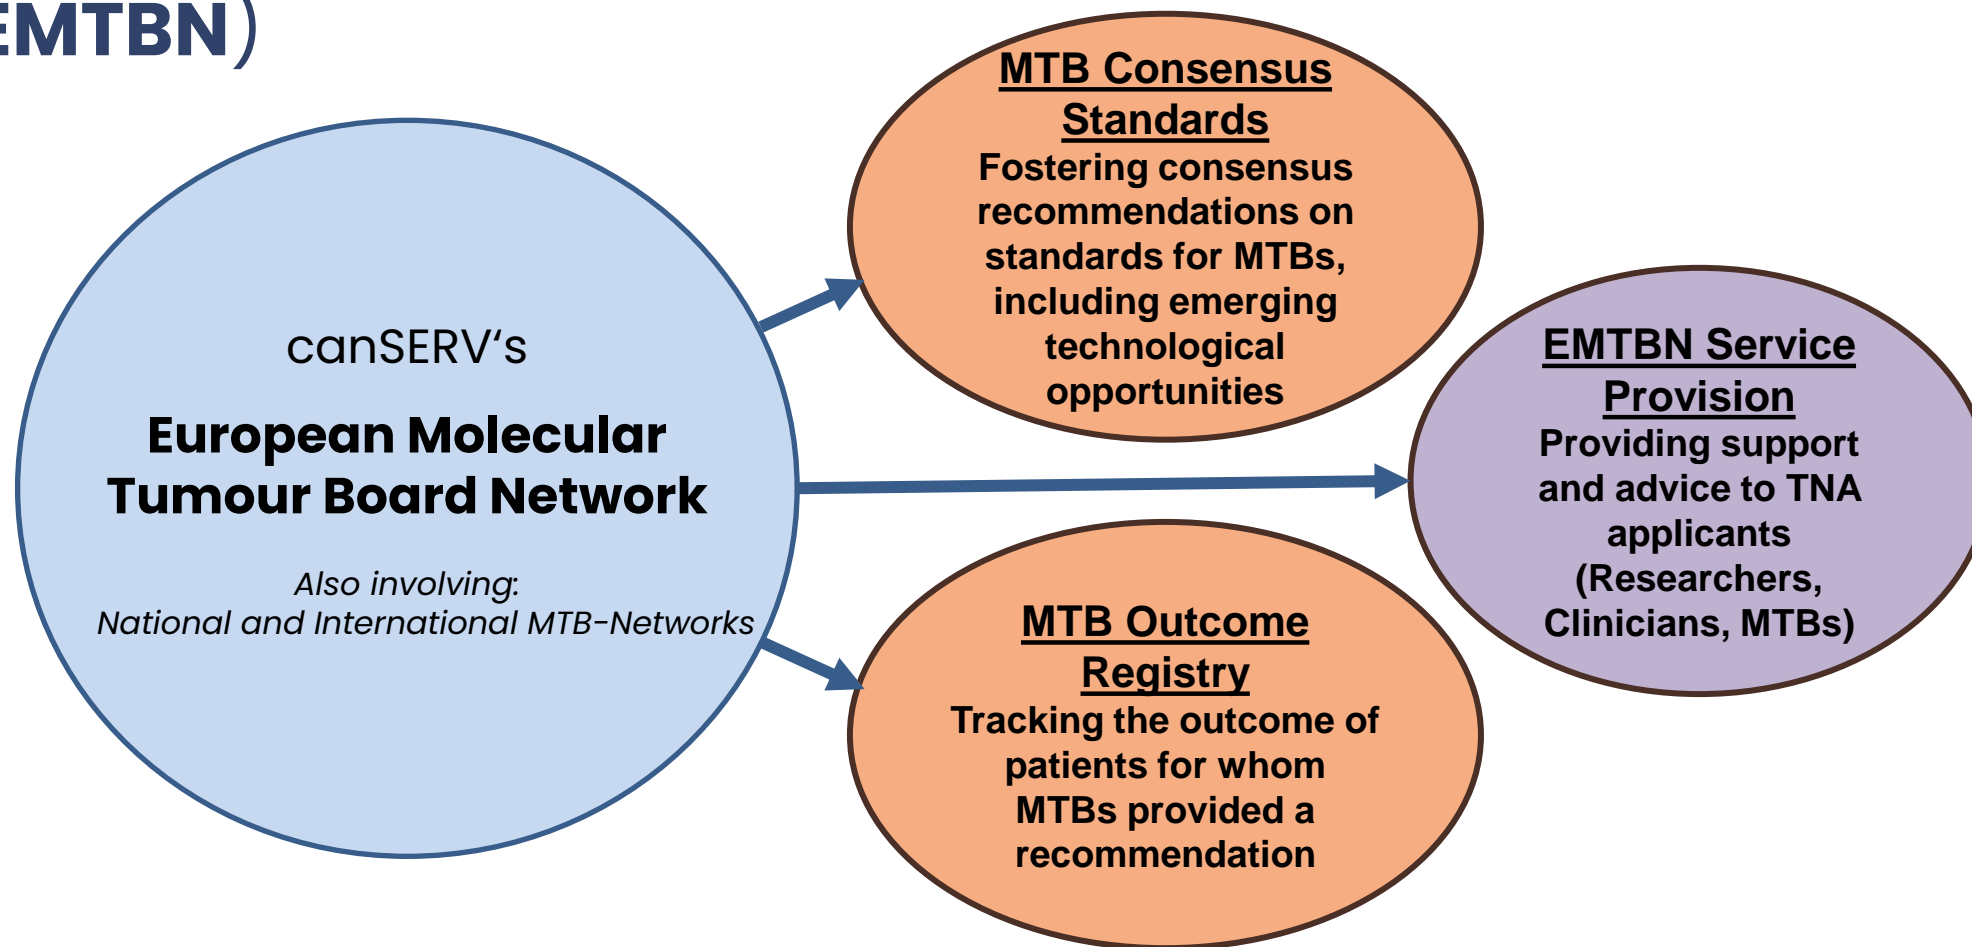 EMTBN)
canSERV‘s
European Molecular
Tumour Board Network
Also involving:
National and International MTB-Networks
MTB Consensus
Standards
Fostering consensus
recommendations on
standards for MTBs,
including emerging
technological
opportunities
EMTBN Service
Provision
Providing support
and advice to TNA
applicants
(Researchers,
Clinicians, MTBs)
MTB Outcome
Registry
Tracking the outcome of
patients for whom
MTBs provided a
recommendation